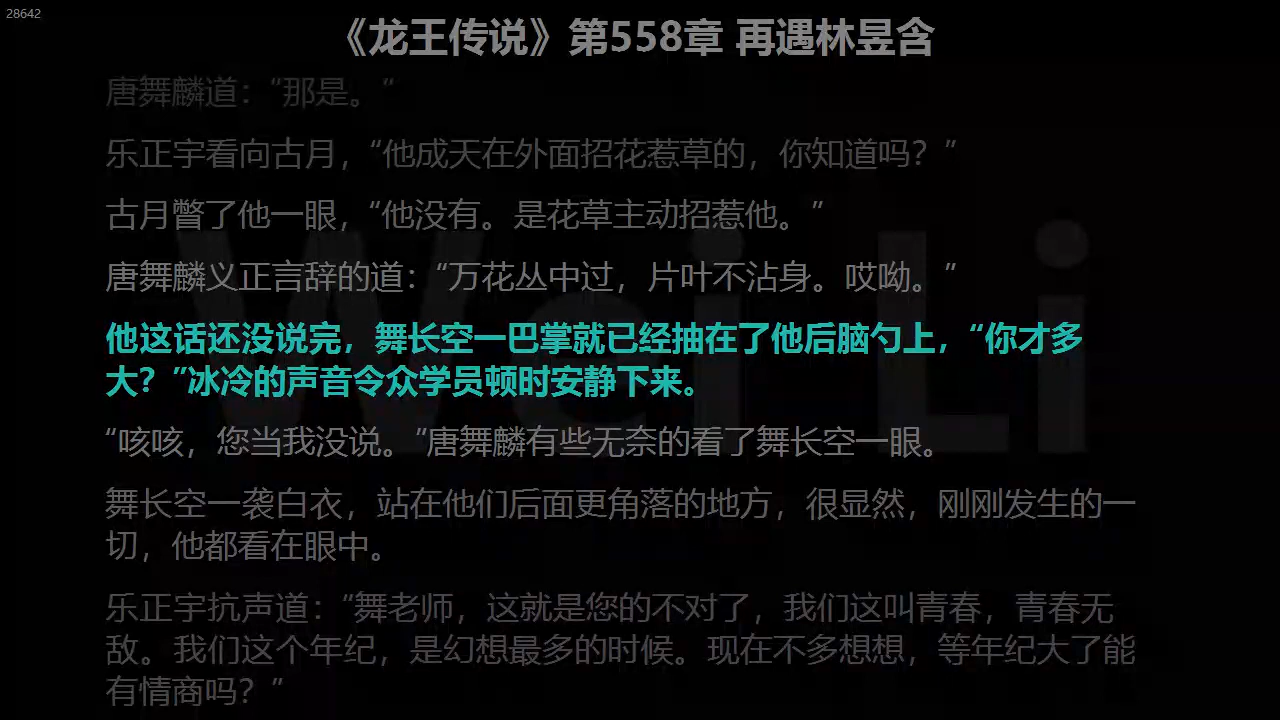 28642
《龙王传说》第558章 再遇林昱含
唐舞麟道：“那是。“
乐正宇看向古月，“他成天在外面招花惹草的，你知道吗？”
古月瞥了他一眼，“他没有。是花草主动招惹他。”
唐舞麟义正言辞的道：“万花丛中过，片叶不沾身。哎呦。”
他这话还没说完，舞长空一巴掌就已经抽在了他后脑勺上，“你才多
大？”冰冷的声音令众学员顿时安静下来。
“咳咳，您当我没说。”唐舞麟有些无奈的看了舞长空一眼。
舞长空一袭白衣，站在他们后面更角落的地方，很显然，刚刚发生的一
切，他都看在眼中。
乐正宇抗声道：“舞老师，这就是您的不对了，我们这叫青春，青春无
敌。我们这个年纪，是幻想最多的时候。现在不多想想，等年纪大了能
有情商吗？”
Wei Li